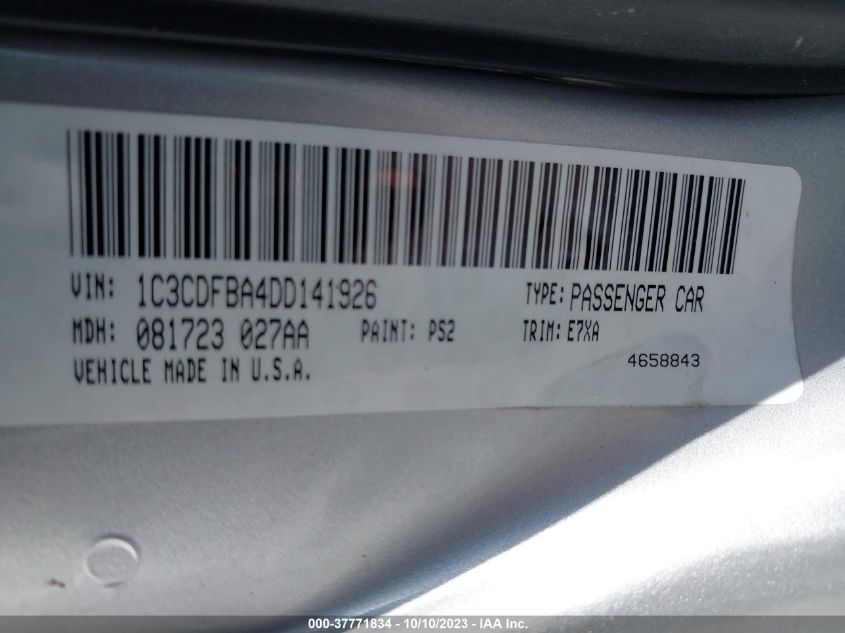 VIN: 1C3CDFBA4DD141926 TYPE: PASSENGER CAR
MDH: 081723 027AA PAINT: PS2 TRIM: E7XA
VEHICLE MADE IN U.S.A. 4658843
000-37771834 - 10/10/2023 - IAA Inc.